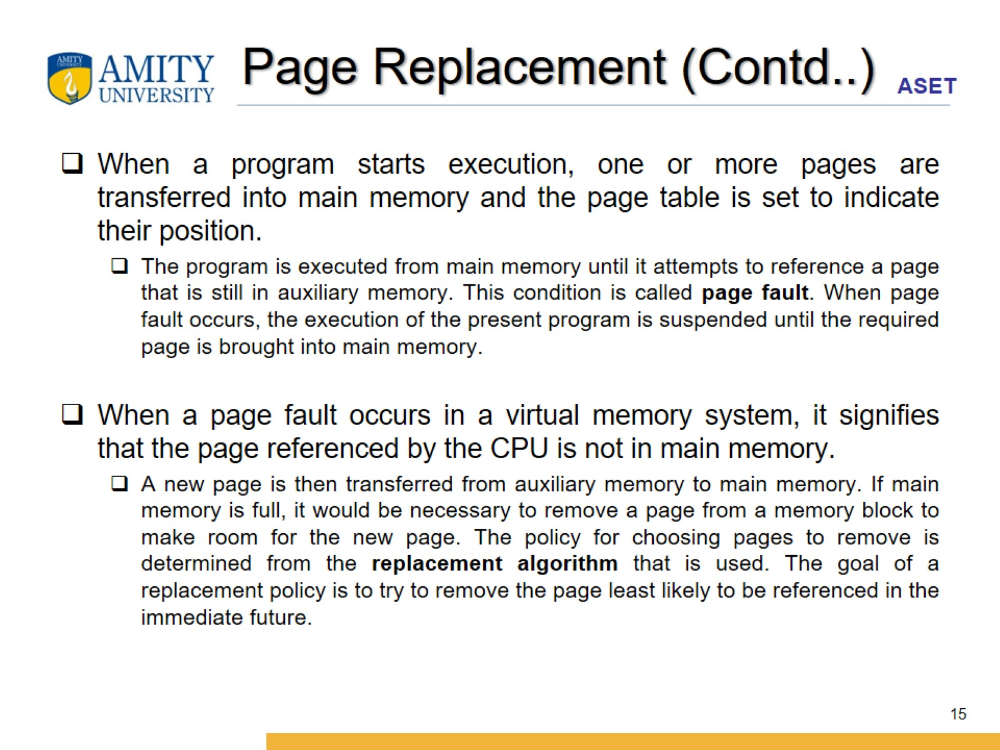 AMITY
UNIVERSITY
AMITY
UNIVERSITY
Page Replacement (Contd..)
ASET
❑ When a program starts execution, one or more pages are
transferred into main memory and the page table is set to indicate
their position.
❑ The program is executed from main memory until it attempts to reference a page
that is still in auxiliary memory. This condition is called page fault. When page
fault occurs, the execution of the present program is suspended until the required
page is brought into main memory.
❑ When a page fault occurs in a virtual memory system, it signifies
that the page referenced by the CPU is not in main memory.
❑ A new page is then transferred from auxiliary memory to main memory. If main
memory is full, it would be necessary to remove a page from a memory block to
make room for the new page. The policy for choosing pages to remove is
determined from the replacement algorithm that is used. The goal of a
replacement policy is to try to remove the page least likely to be referenced in the
immediate future.
15